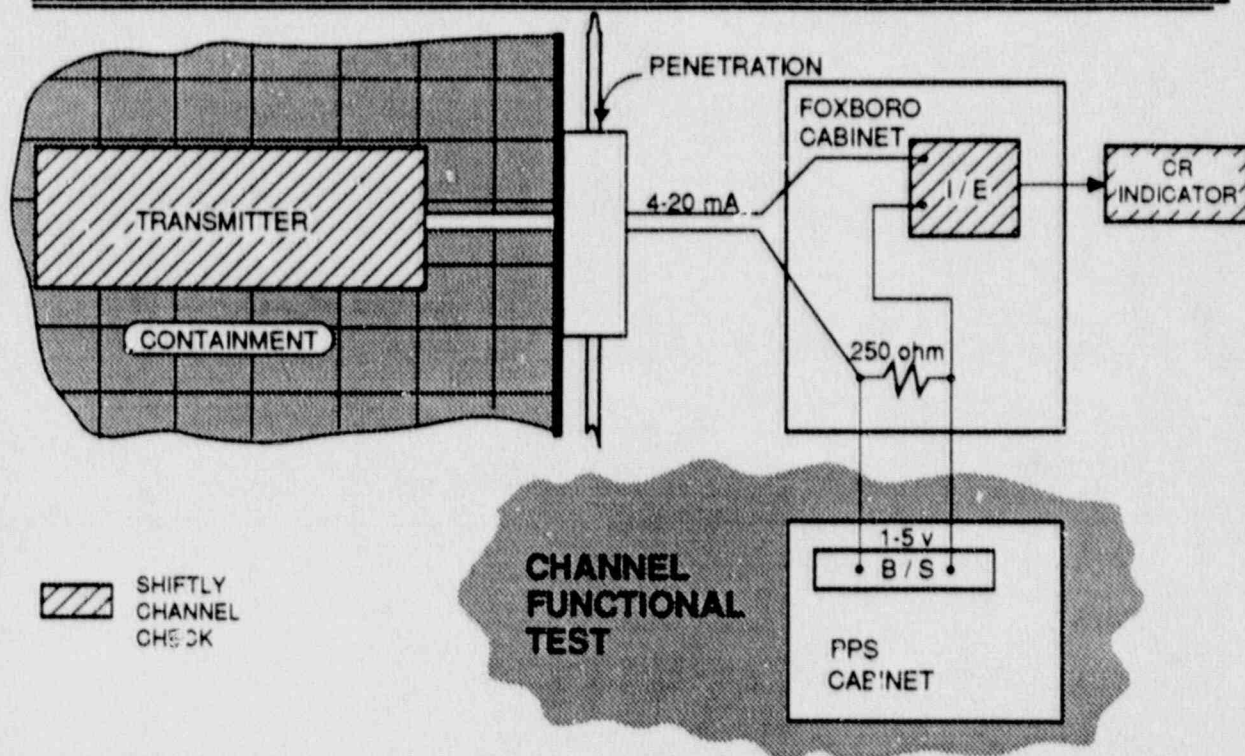 PENETRATION
FOXBORO
CABINET
I / E
CR
INDICATOR
TRANSMITTER
4-20 mA
CONTAINMENT
250 ohm
1-5 v
B / S
CHANNEL
FUNCTIONAL
TEST
PPS
CABINET
SHIFTLY
CHANNEL
CHECK